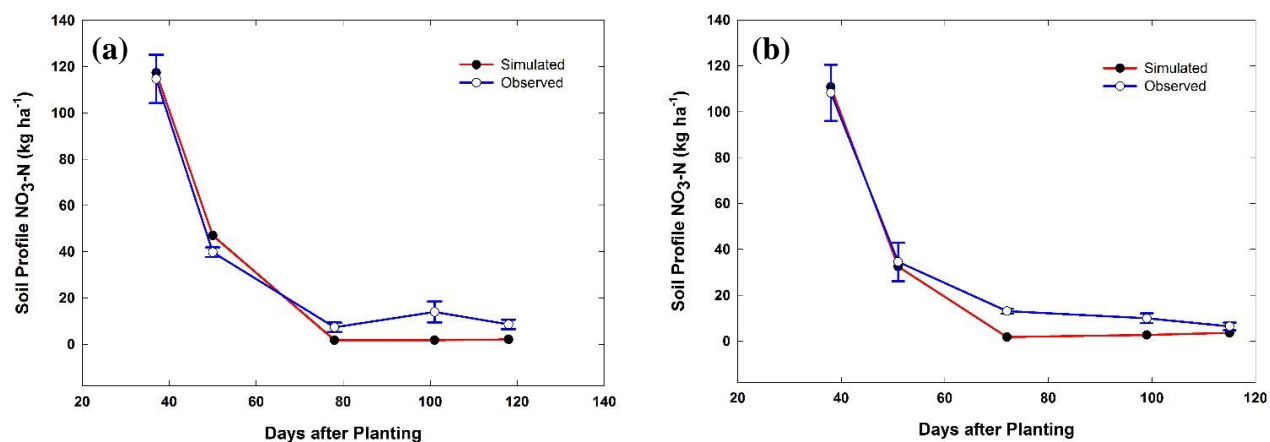 (a)
Simulated
Observed
Soil Profile NO3-N (kg ha-1)
140
120
100
80
60
40
20
0
20 40 60 80 100 120 140
Days after Planting
(b)
Simulated
Observed
Soil Profile NO3-N (kg ha-1)
140
120
100
80
60
40
20
0
20 40 60 80 100 120
Days after Planting